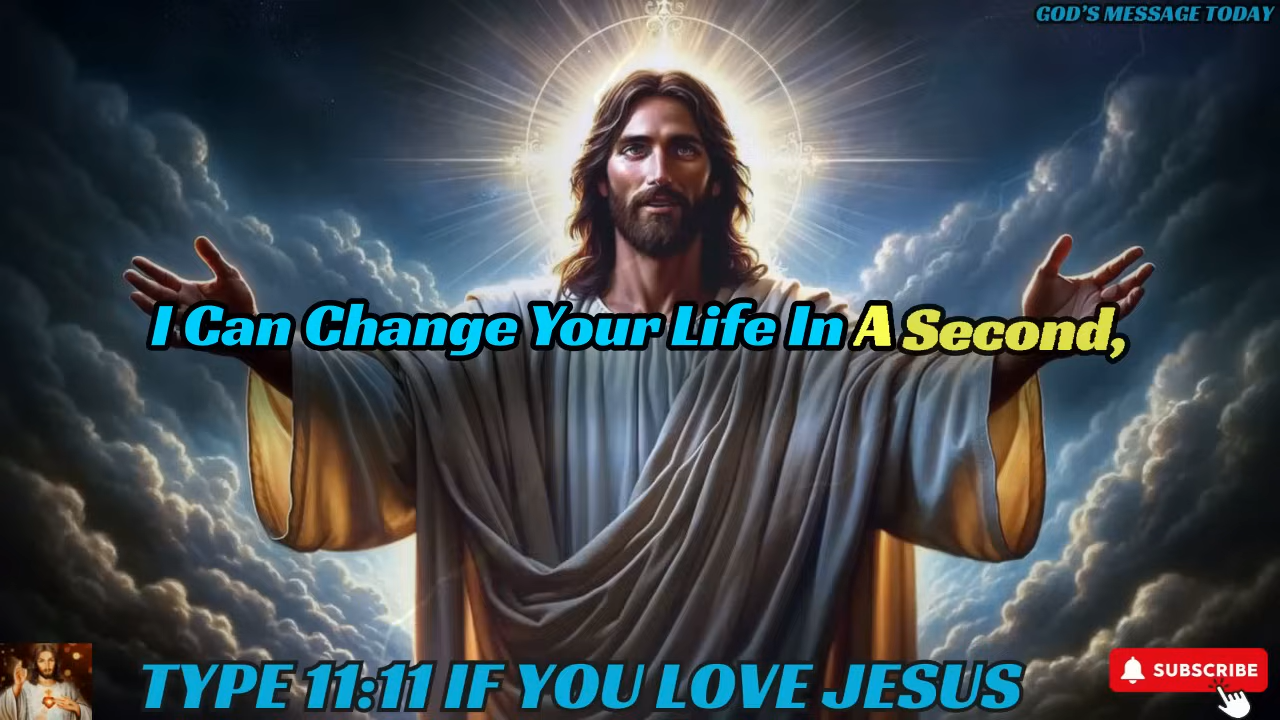 GOD'S MESSAGE TODAY
I Can Change Your Life In A Second,
TYPE 11:11 IF YOU LOVE JESUS
SUBSCRIBE